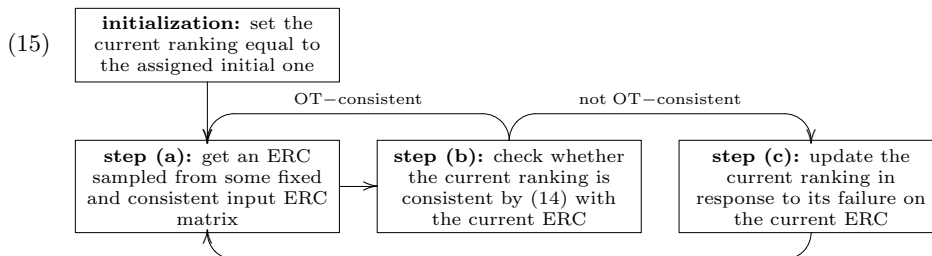 (15)
initialization: set the
current ranking equal to
the assigned initial one
OT−consistent
not OT−consistent
step (a): get an ERC
sampled from some fixed
and consistent input ERC
matrix
step (b): check whether
the current ranking is
consistent by (14) with
the current ERC
step (c): update the
current ranking in
response to its failure on
the current ERC